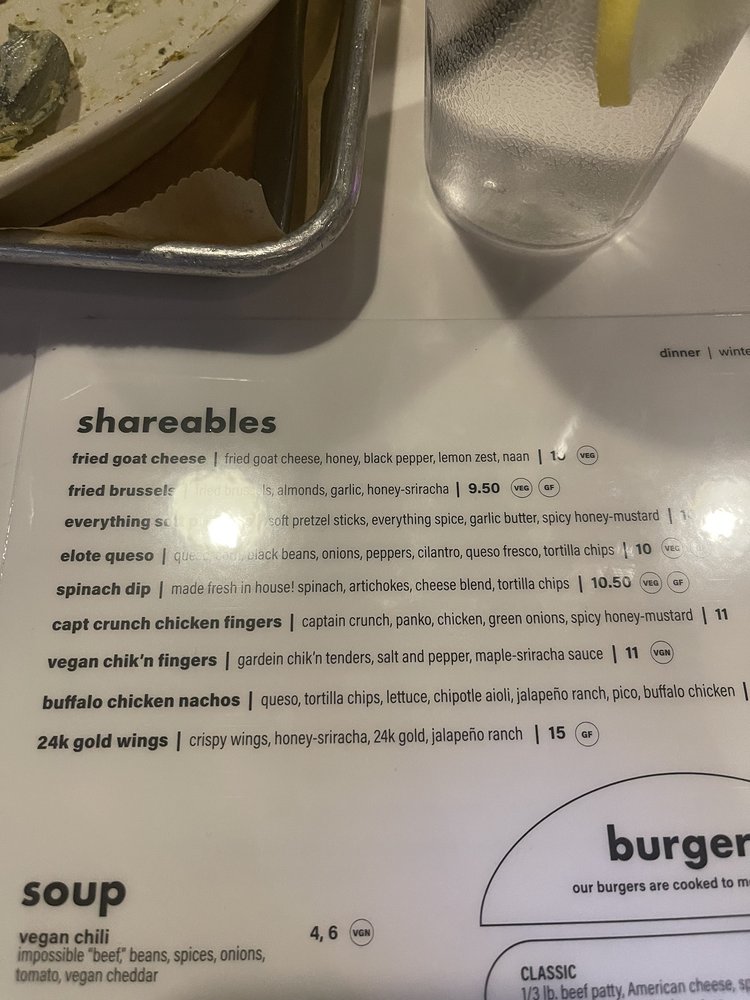 dinner | winte
shareables
fried goat cheese | fried goat cheese, honey, black pepper, lemon zest, naan | VEG
fried brussels | fried brussels, almonds, garlic, honey-sriracha | 9.50 VEG GF
everything soft pretzel sticks, everything spice, garlic butter, spicy honey-mustard |
elote queso | black beans, onions, peppers, cilantro, queso fresco, tortilla chips | 10 VEG
spinach dip | made fresh in house! spinach, artichokes, cheese blend, tortilla chips | 10.50 VEG GF
capt crunch chicken fingers | captain crunch, panko, chicken, green onions, spicy honey-mustard | 11
vegan chik'n fingers | gardein chik'n tenders, salt and pepper, maple-sriracha sauce | 11 VGN
buffalo chicken nachos | queso, tortilla chips, lettuce, chipotle aioli, jalapeño ranch, pico, buffalo chicken |
24k gold wings | crispy wings, honey-sriracha, 24k gold, jalapeño ranch | 15 GF
burger
our burgers are cooked to m
soup
vegan chili 4, 6 VGN
impossible "beef," beans, spices, onions,
tomato, vegan cheddar
CLASSIC
1/3 lb. beef patty, American cheese, sp